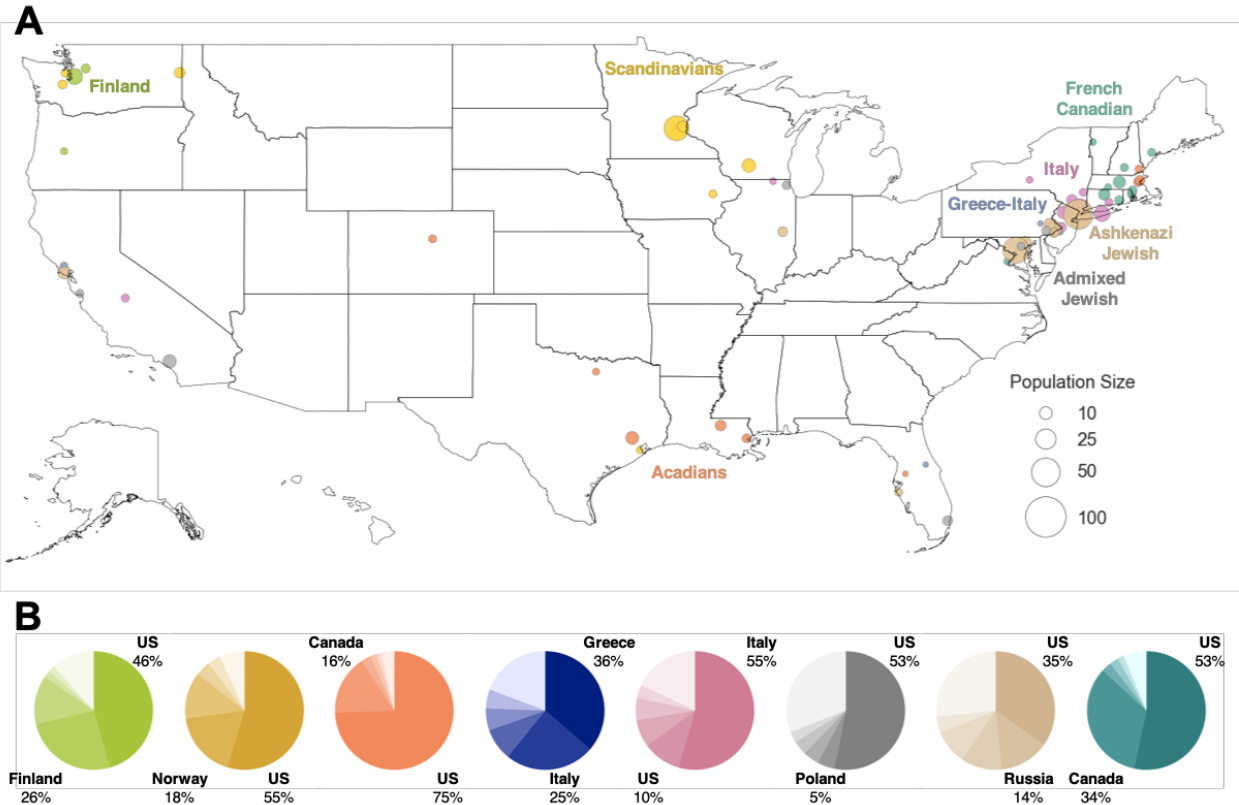 A
Finland
Scandinavians
French
Canadian
Italy
Greece-Italy
Ashkenazi
Jewish
Admixed
Jewish
Acadians
Population Size
10
25
50
100
B
US
46%
Canada
16%
Greece
36%
Italy
55%
US
53%
US
35%
US
53%
Finland
26%
Norway
18%
US
55%
US
75%
Italy
25%
US
10%
Poland
5%
Russia
14%
Canada
34%